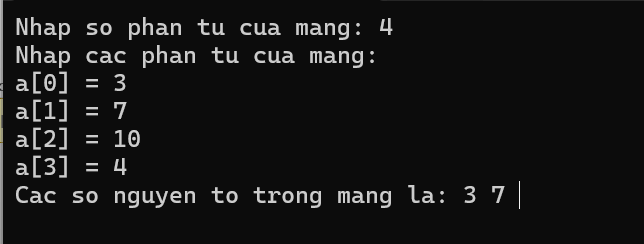 Nhap so phan tu cua mang: 4
Nhap cac phan tu cua mang:
a[0] = 3
a[1] = 7
a[2] = 10
a[3] = 4
Cac so nguyen to trong mang la: 3 7